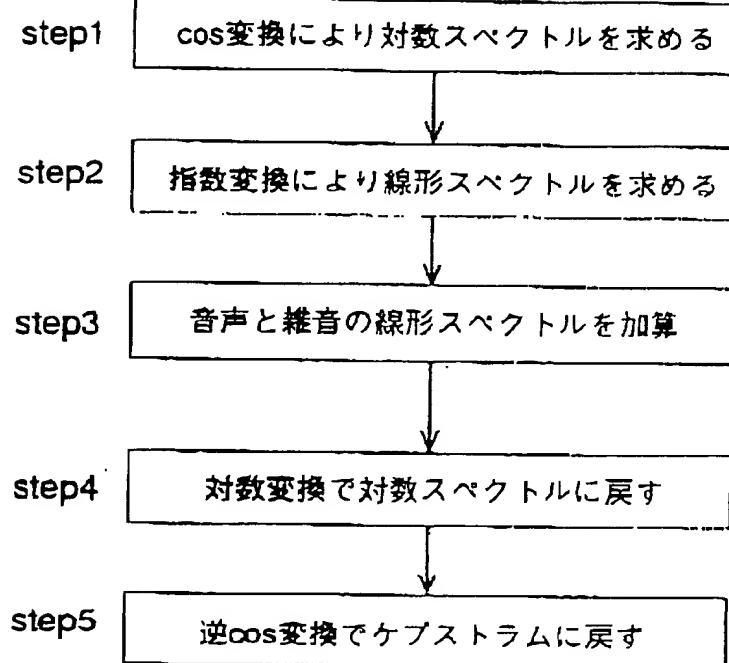 step1 cos変換により対数スペクトルを求める
step2 指数変換により線形スペクトルを求める
step3 音声と雑音の線形スペクトルを加算
step4 対数変換で対数スペクトルに戻す
step5 逆cos変換でケプストラムに戻す